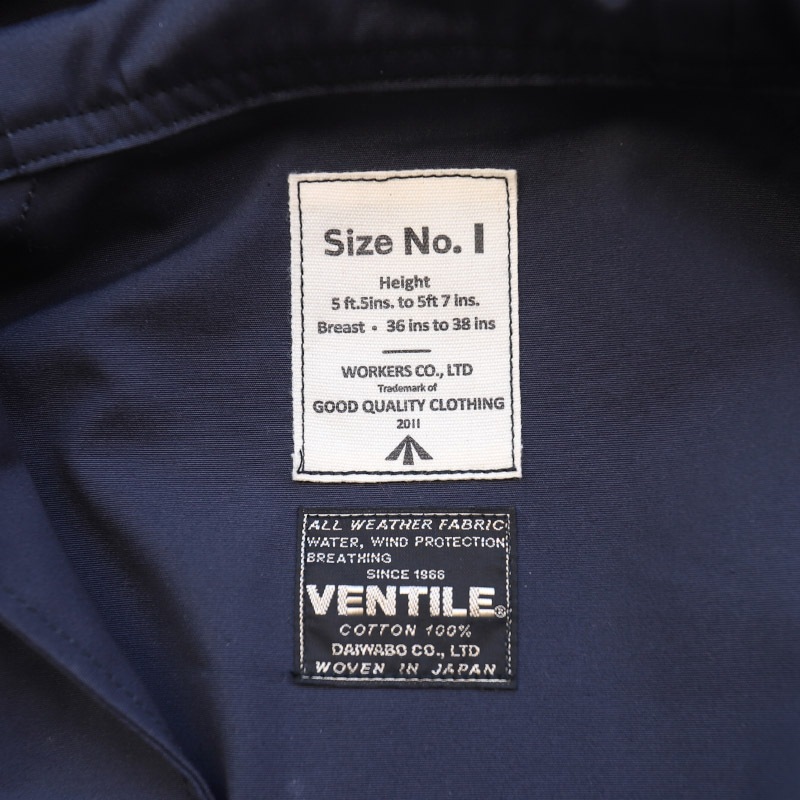 Size No. 1
Height
5 ft.5ins. to 5ft 7 ins.
Breast • 36 ins to 38 ins
WORKERS CO., LTD
Trademark of
GOOD QUALITY CLOTHING
2011
ALL WEATHER FABRIC
WATER, WIND PROTECTION
BREATHING
SINCE 1966
VENTILE®
COTTON 100%
DAIWABO CO., LTD
WOVEN IN JAPAN